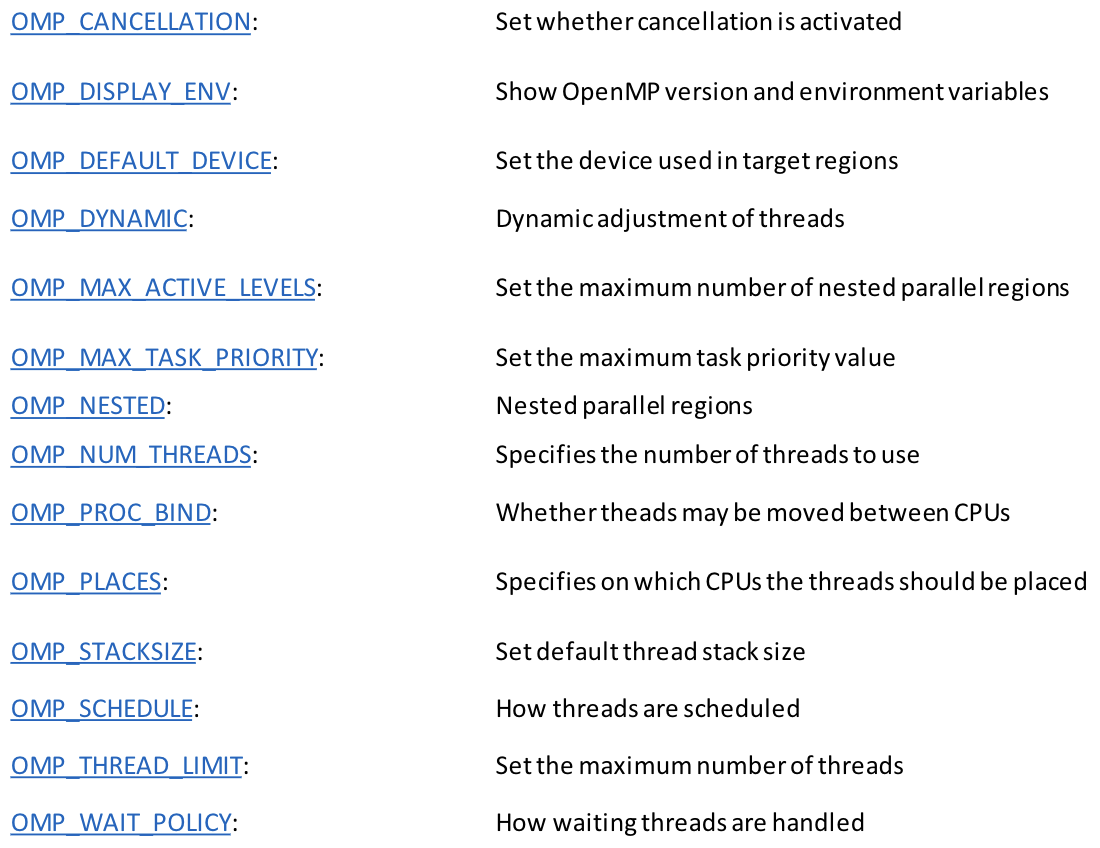 OMP_CANCELLATION: Set whether cancellation is activated
OMP_DISPLAY_ENV: Show OpenMP version and environment variables
OMP_DEFAULT_DEVICE: Set the device used in target regions
OMP_DYNAMIC: Dynamic adjustment of threads
OMP_MAX_ACTIVE_LEVELS: Set the maximum number of nested parallel regions
OMP_MAX_TASK_PRIORITY: Set the maximum task priority value
OMP_NESTED: Nested parallel regions
OMP_NUM_THREADS: Specifies the number of threads to use
OMP_PROC_BIND: Whether theads may be moved between CPUs
OMP_PLACES: Specifies on which CPUs the threads should be placed
OMP_STACKSIZE: Set default thread stack size
OMP_SCHEDULE: How threads are scheduled
OMP_THREAD_LIMIT: Set the maximum number of threads
OMP_WAIT_POLICY: How waiting threads are handled